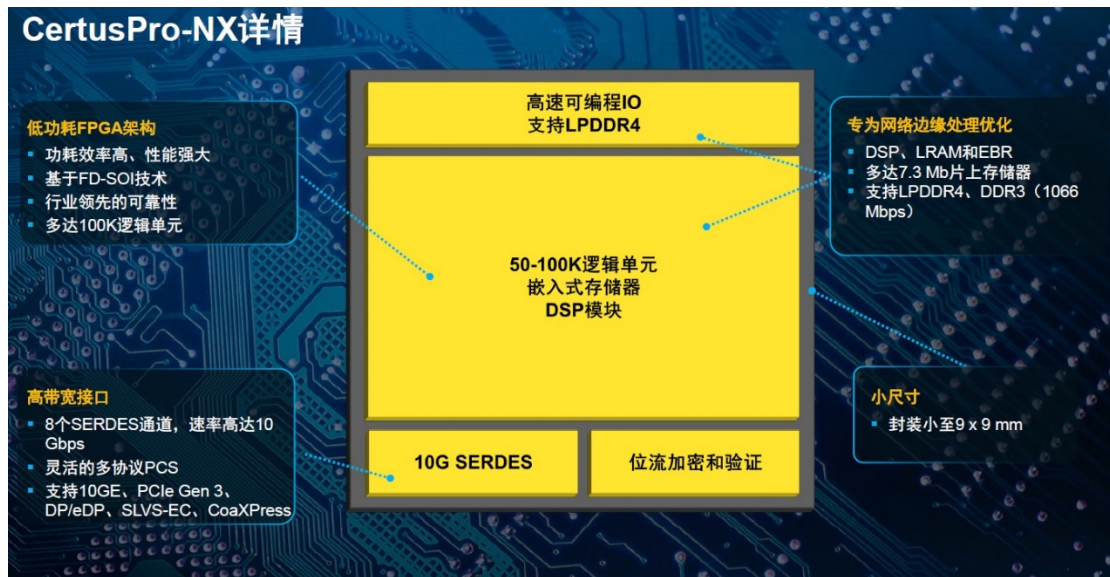 CertusPro-NX详情
低功耗FPGA架构
功耗效率高、性能强大
基于FD-SOI技术
行业领先的可靠性
多达100K逻辑单元
高带宽接口
8个SERDES通道，速率高达10
Gbps
灵活的多协议PCS
支持10GE、PCIe Gen 3、
DP/eDP、SLVS-EC、CoaXPress
高速可编程IO
支持LPDDR4
50-100K逻辑单元
嵌入式存储器
DSP模块
10G SERDES
位流加密和验证
专为网络边缘处理优化
DSP、LRAM和EBR
多达7.3 Mb片上存储器
支持LPDDR4、DDR3（1066
Mbps）
小尺寸
封装小至9 x 9 mm